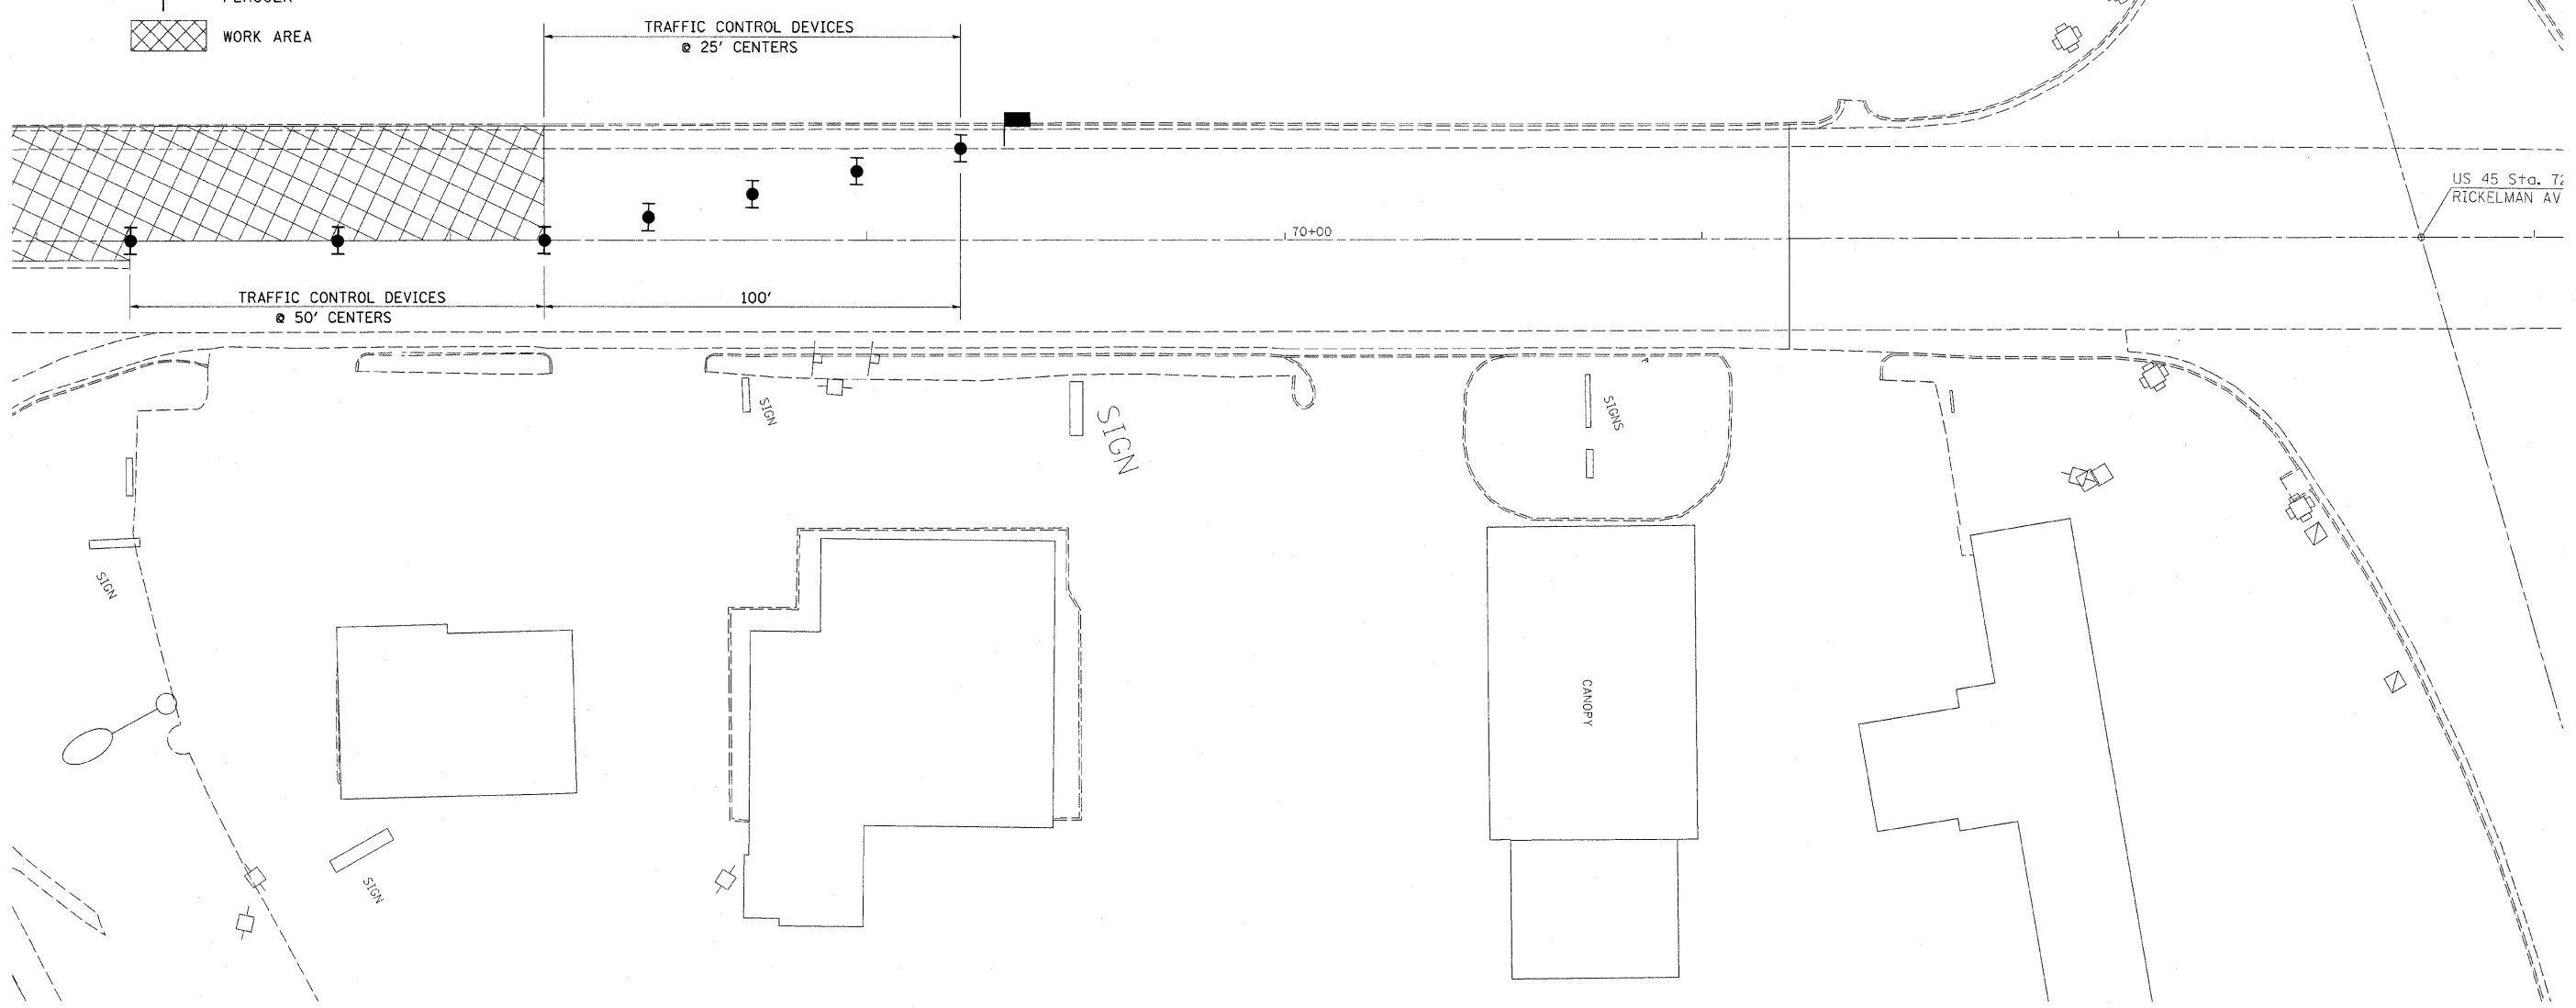 WORK AREA
TRAFFIC CONTROL DEVICES
@ 25' CENTERS
US 45 Sta.
RICKELMAN AV
70+00
TRAFFIC CONTROL DEVICES
@ 50' CENTERS
100'
SIGN
SIGN
SIGNS
SIGN
CANOPY
SIGN